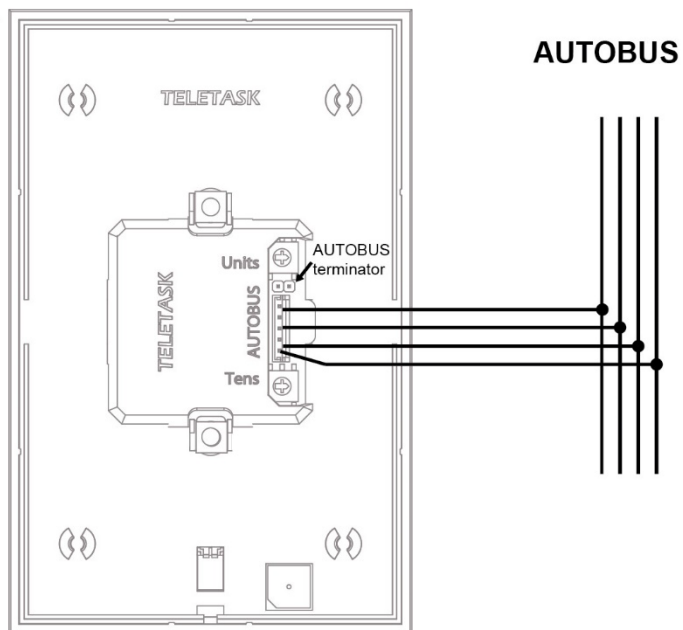 AUTOBUS
TELETASK
Units
AUTOBUS
terminator
TELETASK
AUTOBUS
Tens